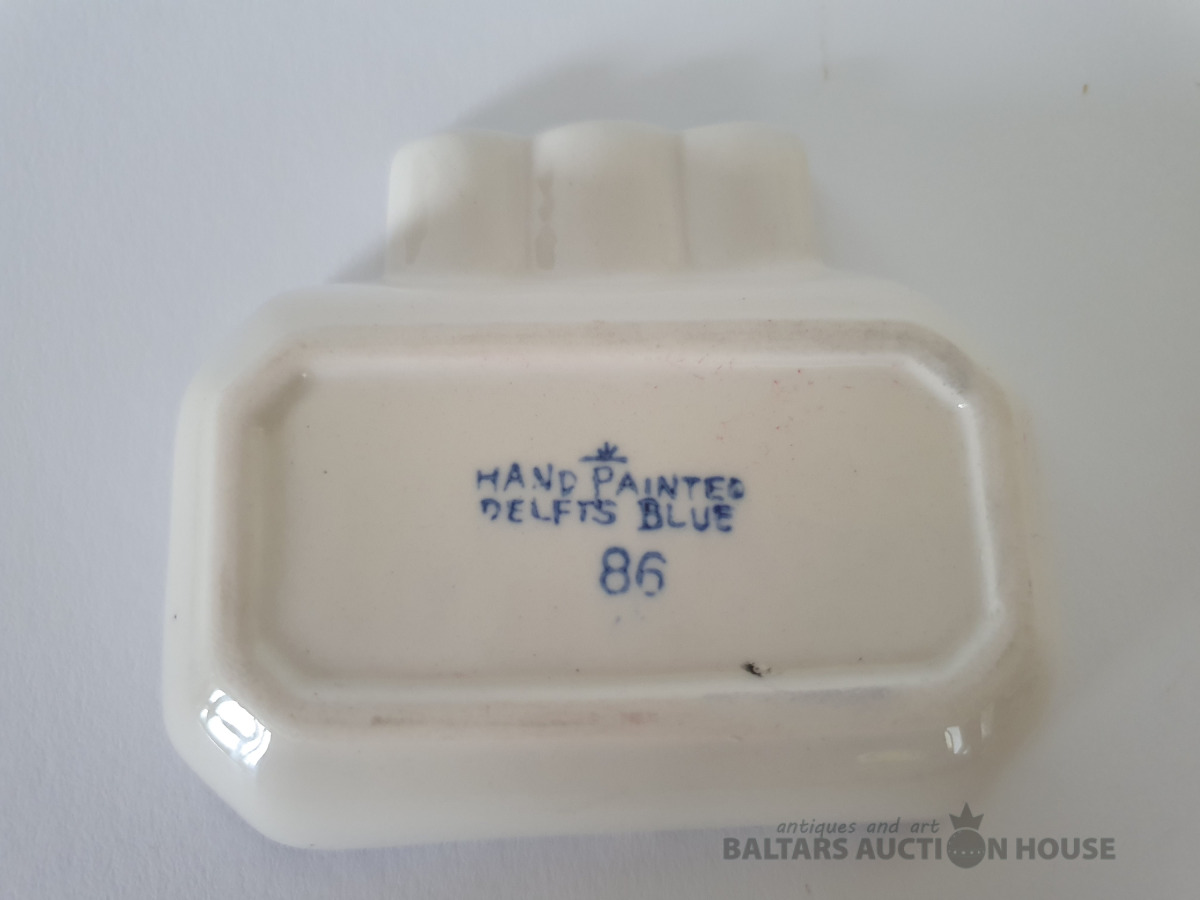 HAND PAINTED
DELFTS BLUE
86
antiques and art
BALTARS AUCTION HOUSE